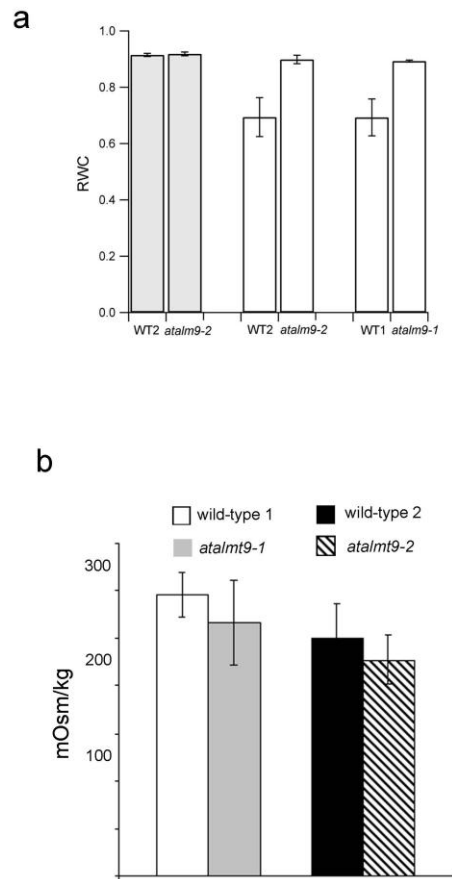 a
1.0
0.8
0.6
0.4
0.2
0.0
RWC
WT2 atalm9-2 WT2 atalm9-2 WT1 atalm9-1
b
wild-type 1 wild-type 2
atalmt9-1 atalmt9-2
300
200
100
mOsm/kg